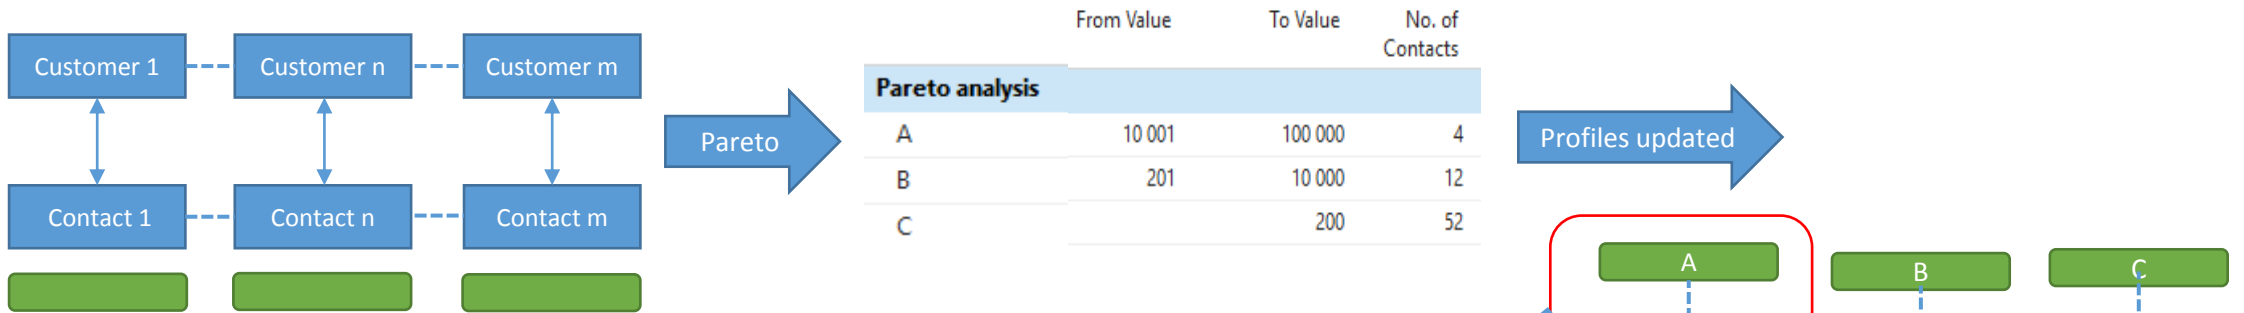 Customer 1
Customer n
Customer m
Contact 1
Contact n
Contact m
Pareto
From Value To Value No. of
Contacts
Pareto analysis
A 10 001 100 000 4
B 201 10 000 12
C 200 52
Profiles updated
A
B
C